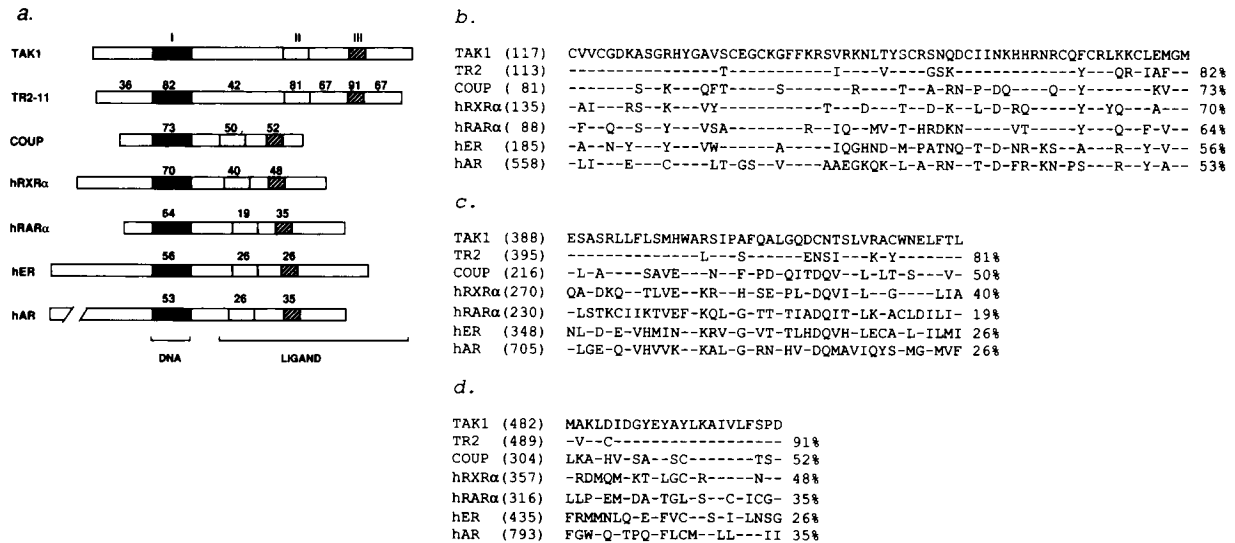 a.
I II III
TAK1
36 82 42 81 67 91 67
TR2-11
73 50 52
COUP
70 40 48
hRXRα
64 19 35
hRARα
56 26 26
hER
53 26 35
hAR
DNA LIGAND
b.
TAK1 (117) CVVCGDKASGRHYGAVSCEGCKGFFKRSVRKNLTYSCRSNQDCIINKHHRNRCQFCRLKKCLEMGM
TR2 (113) ----------------T-----------V-I----V----GSK--------------Y---QR-IAF-- 82%
COUP ( 81) --------S--K---QFT------S-------R----T--A-RN-P-DQ----Q--Y------KV-- 73%
hRXRα(135) -AI---RS-K----VY-----------T---D----T--D-K--L-D-RQ-----Y---YQ--A--- 70%
hRARα( 88) -F--Q--S-Y---VSA--------R--IQ--MV-T-HRDKN-----VT-----Y---Q--F-V-- 64%
hER (185) -A--N-Y---Y---VW------A-----IQGHND-M-PATNQ-T-D-NR-KS--A--R--YV-- 56%
hAR (558) --LI---E---C----LT-GS--V-----AAEGKQK-L-A-RN--T-D-FR-KN-PS--R--YA-- 53%
c.
TAK1 (388) ESASRLLFLSMHWARSIPAFQALGQDCNTSLVRACWNELFTL
TR2 (395) ---------------L---S-------ENSI---K-Y------ 81%
COUP (216) -L-A----SAVE---N--F-PD-QITDQV--L-LTS---V- 50%
hRXRα(270) QA-DKQ--TLVE--KR--H-SE-PL-DQVI-L--G----LIA 40%
hRARα(230) -LSTKCIIKTVEF-KQL-G-TT-TIADQIT-LK-ACLDILI- 19%
hER (348) NL-D-E-VHMIN--KRV-G-VT-TLHDQVH-LECA-L-ILMI 26%
hAR (705) -LGE-Q-VHVVK--KAL-G-RN-HV-DQMAVIQYS-MG-MVF 26%
d.
TAK1 (482) MAKLDIDGYEYAYLKAIVLFSPD
TR2 (489) -V--C------------------ 91%
COUP (304) LKA-HV-SA--SC-------TS- 52%
hRXRα(357) -RDMQM-KT-LGC-R-----N-- 48%
hRARα(316) LLP-EM-DA-TGL-S--C-ICG- 35%
hER (435) FRMMNLQ-E-FVC--S-I-LNSG 26%
hAR (793) FGW-Q-TPQ-FLCM--LL---II 35%